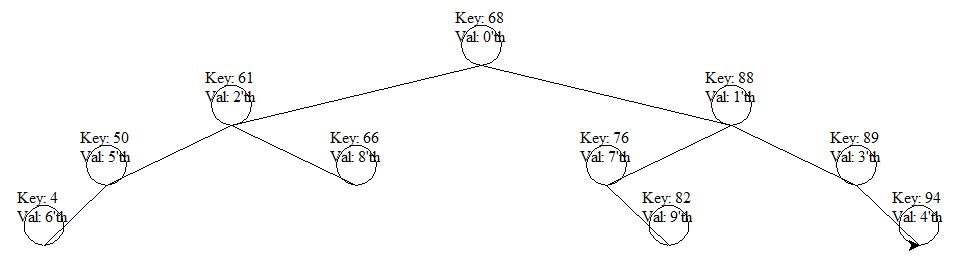 Key: 68
Val: 0'th
Key: 61
Val: 2'th
Key: 88
Val: 1'th
Key: 50
Val: 5'th
Key: 66
Val: 8'th
Key: 76
Val: 7'th
Key: 89
Val: 3'th
Key: 4
Val: 6'th
Key: 82
Val: 9'th
Key: 94
Val: 4'th